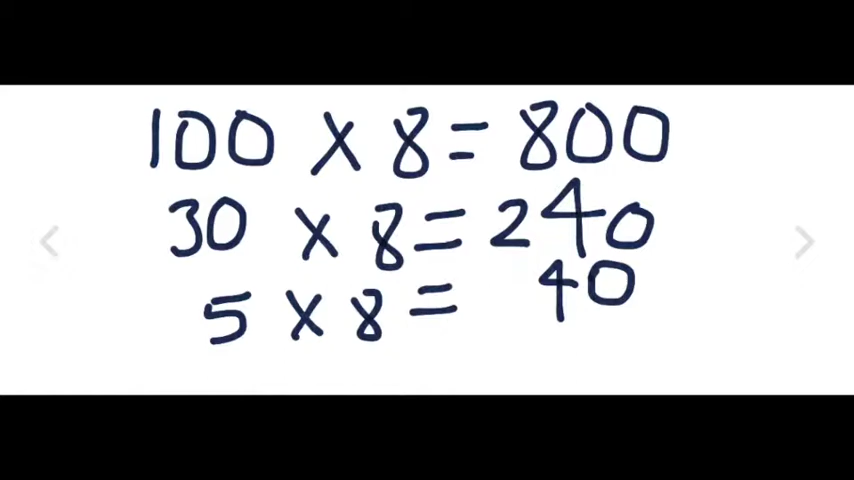 100 x 8 = 800
30 x 8 = 240
5 x 8 = 40